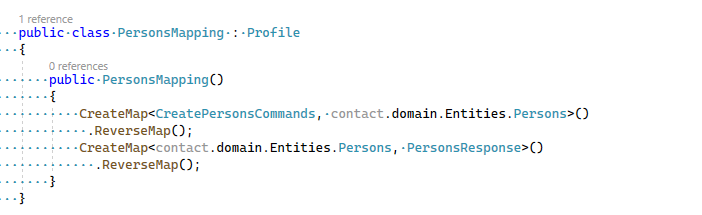 1 reference
public class PersonsMapping : Profile
{
0 references
public PersonsMapping()
{
CreateMap<CreatePersonsCommands, contact.domain.Entities.Persons>()
.ReverseMap();
CreateMap<contact.domain.Entities.Persons, PersonsResponse>()
.ReverseMap();
}
}